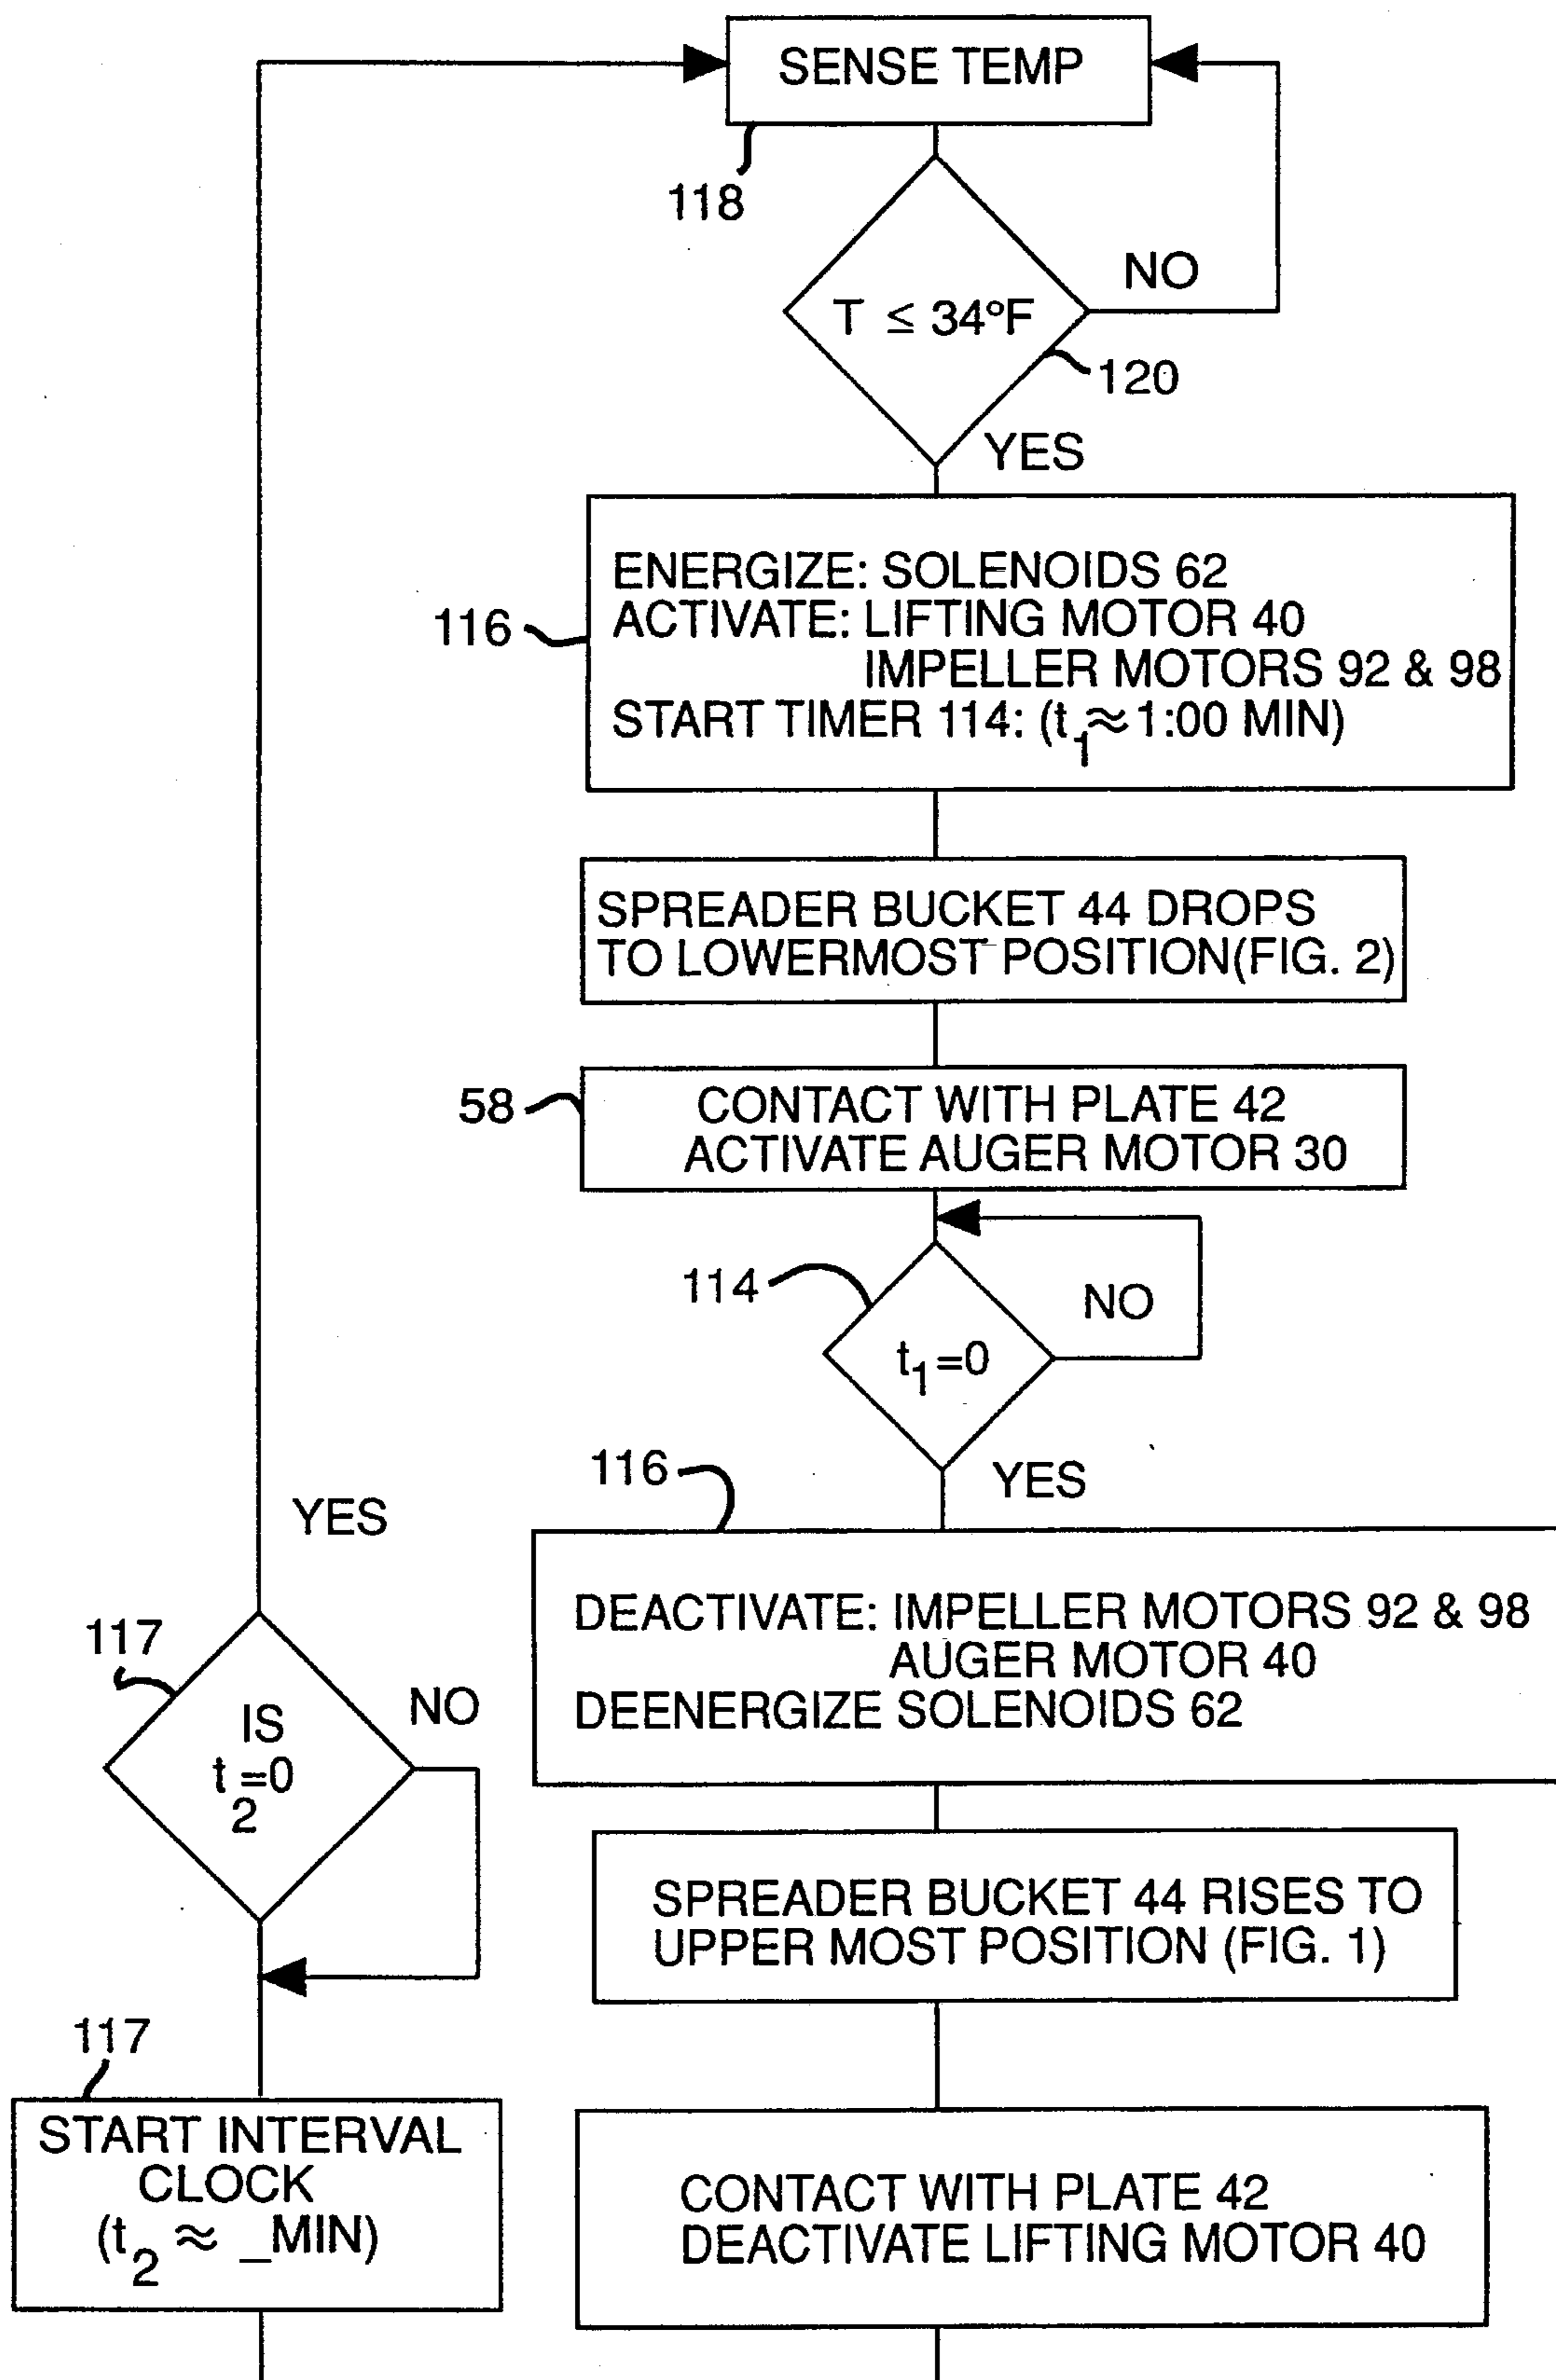 SENSE TEMP
118
T ≤ 34°F
NO
120
YES
116
ENERGIZE: SOLENOIDS 62
ACTIVATE: LIFTING MOTOR 40
IMPELLER MOTORS 92 & 98
START TIMER 114: (t₁≈1:00 MIN)
SPREADER BUCKET 44 DROPS
TO LOWERMOST POSITION(FIG. 2)
58
CONTACT WITH PLATE 42
ACTIVATE AUGER MOTOR 30
114
NO
t₁=0
YES
116
DEACTIVATE: IMPELLER MOTORS 92 & 98
AUGER MOTOR 40
DEENERGIZE SOLENOIDS 62
SPREADER BUCKET 44 RISES TO
UPPER MOST POSITION (FIG. 1)
CONTACT WITH PLATE 42
DEACTIVATE LIFTING MOTOR 40
YES
117
IS
t₂=0
NO
117
START INTERVAL
CLOCK
(t₂ ≈ _MIN)